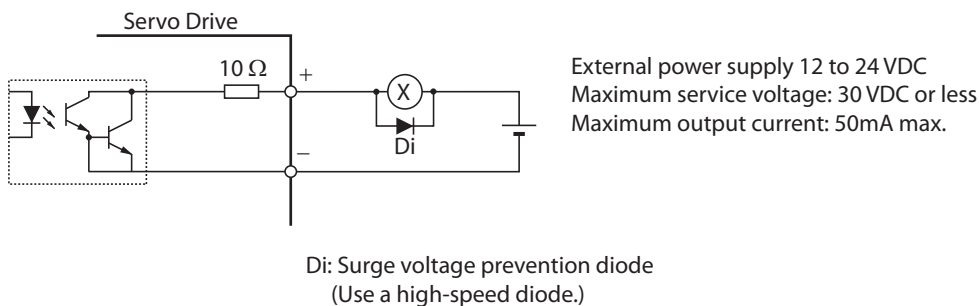 Servo Drive
10 Ω
+
X
Di
−
External power supply 12 to 24 VDC
Maximum service voltage: 30 VDC or less
Maximum output current: 50mA max.
Di: Surge voltage prevention diode
(Use a high-speed diode.)